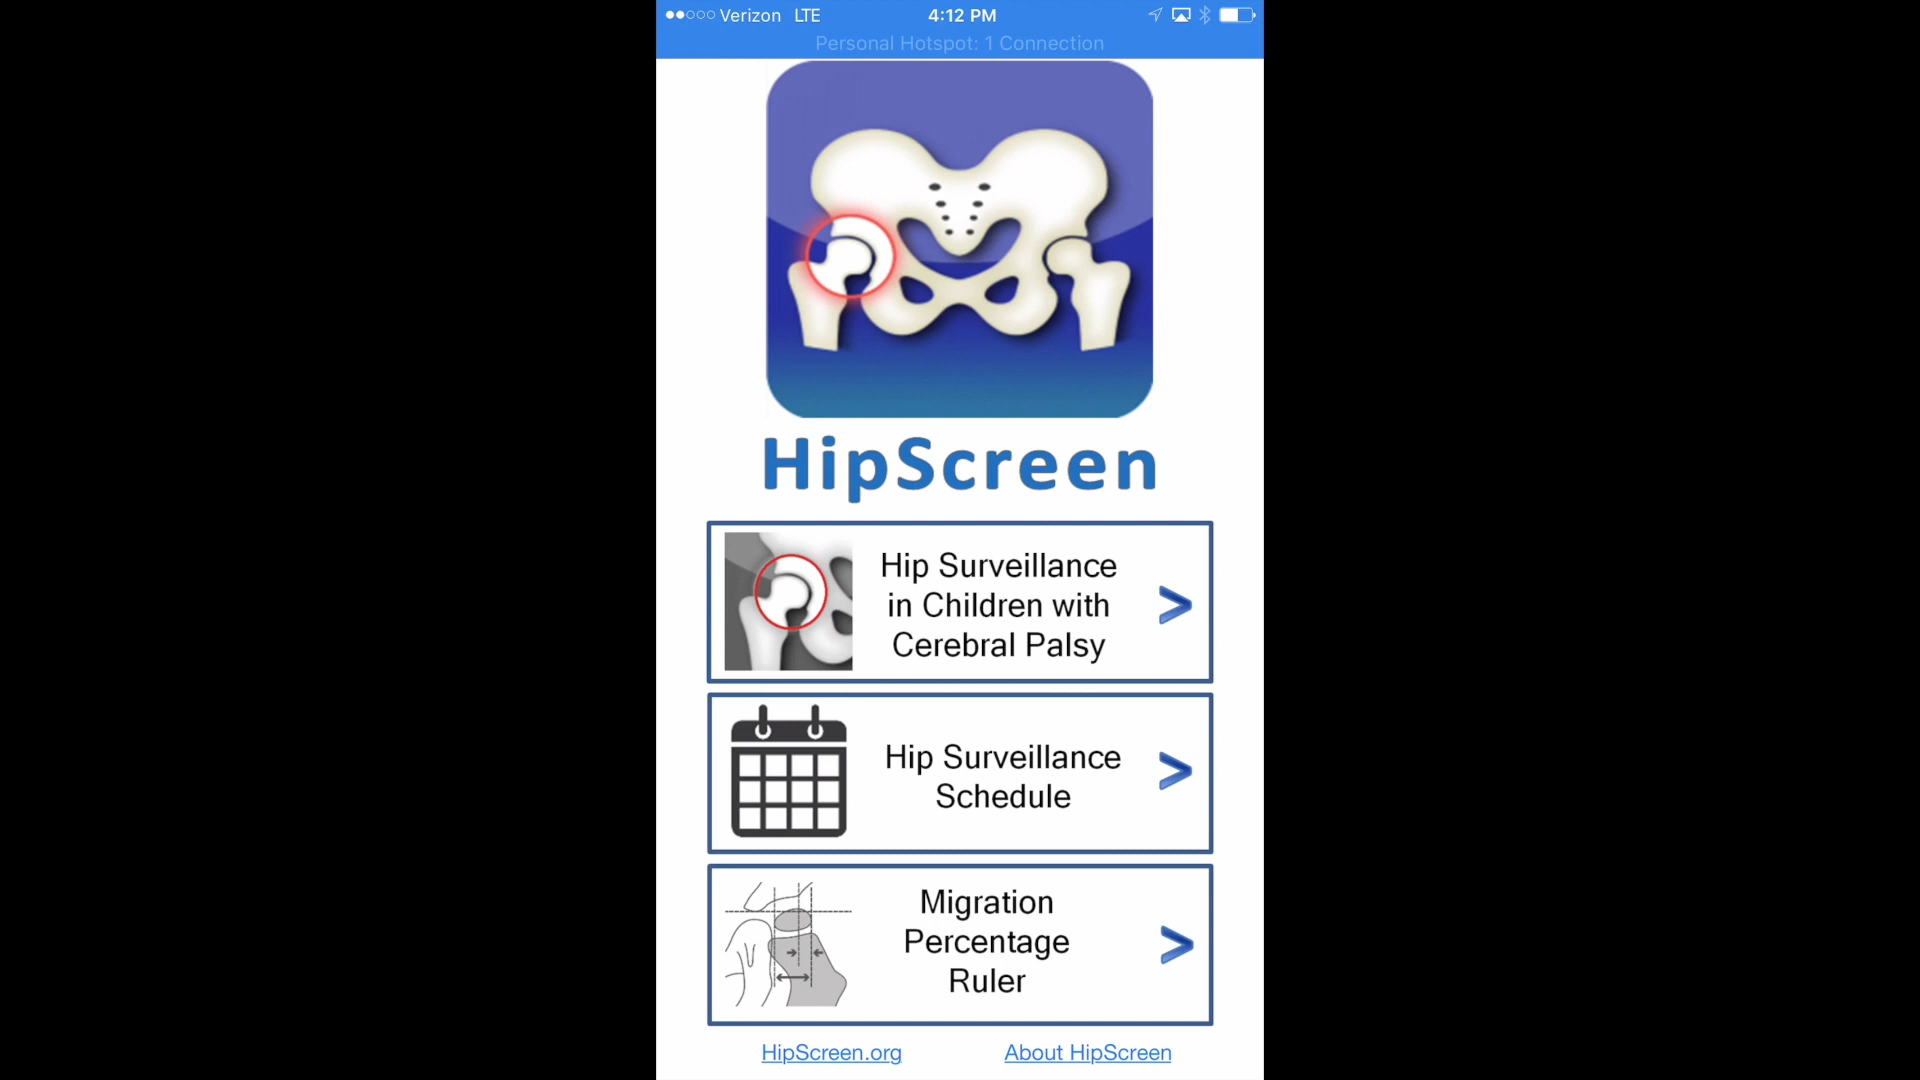 Verizon LTE 4:12 PM
Personal Hotspot: 1 Connection
HipScreen
Hip Surveillance
in Children with
Cerebral Palsy
>
Hip Surveillance
Schedule
>
Migration
Percentage
Ruler
>
HipScreen.org About HipScreen